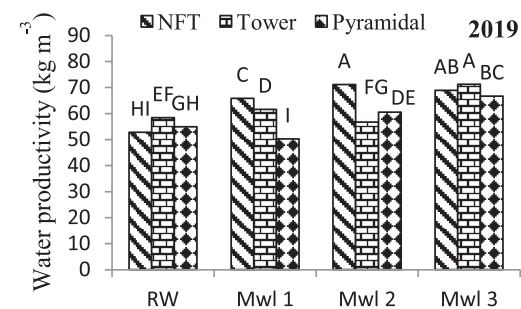 NFT Tower Pyramidal 2019
Water productivity (kg m⁻³)
90
80
70
60
50
40
30
20
10
0
HI EF GH C D I A FG DE AB A BC
RW Mwl 1 Mwl 2 Mwl 3